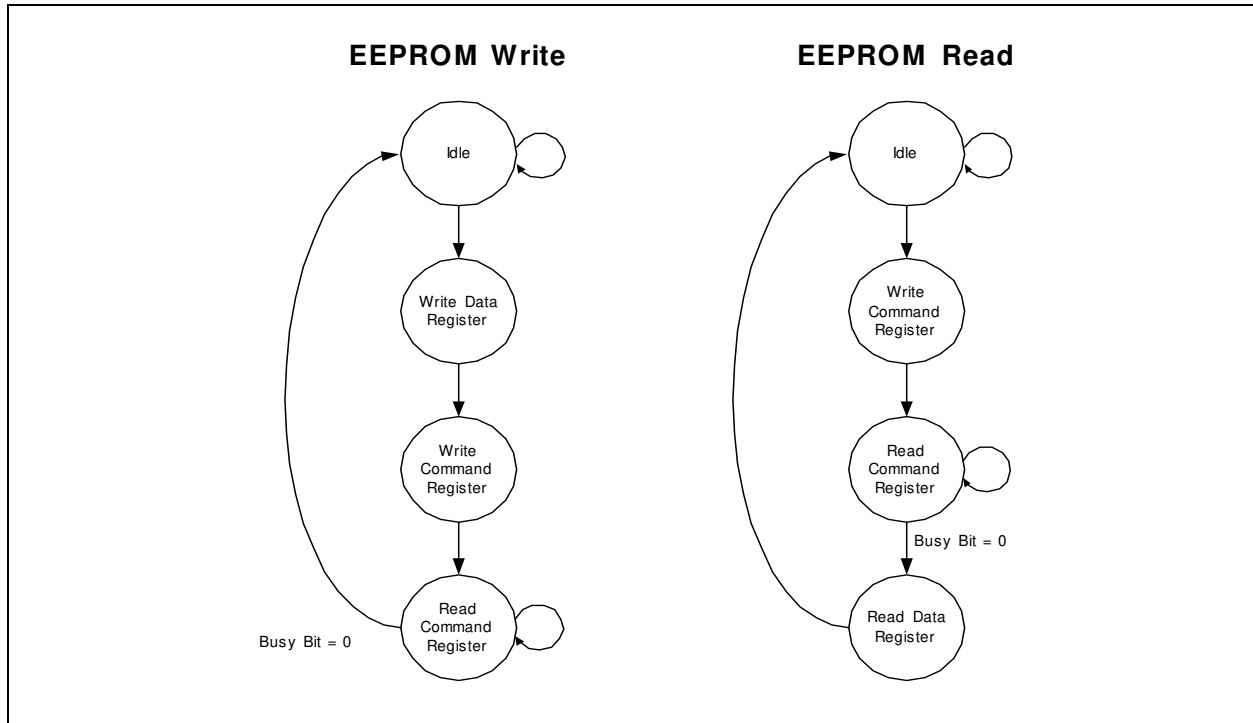 EEPROM Write
Idle
Write Data
Register
Write
Command
Register
Read
Command
Register
Busy Bit = 0
EEPROM Read
Idle
Write
Command
Register
Read
Command
Register
Busy Bit = 0
Read Data
Register